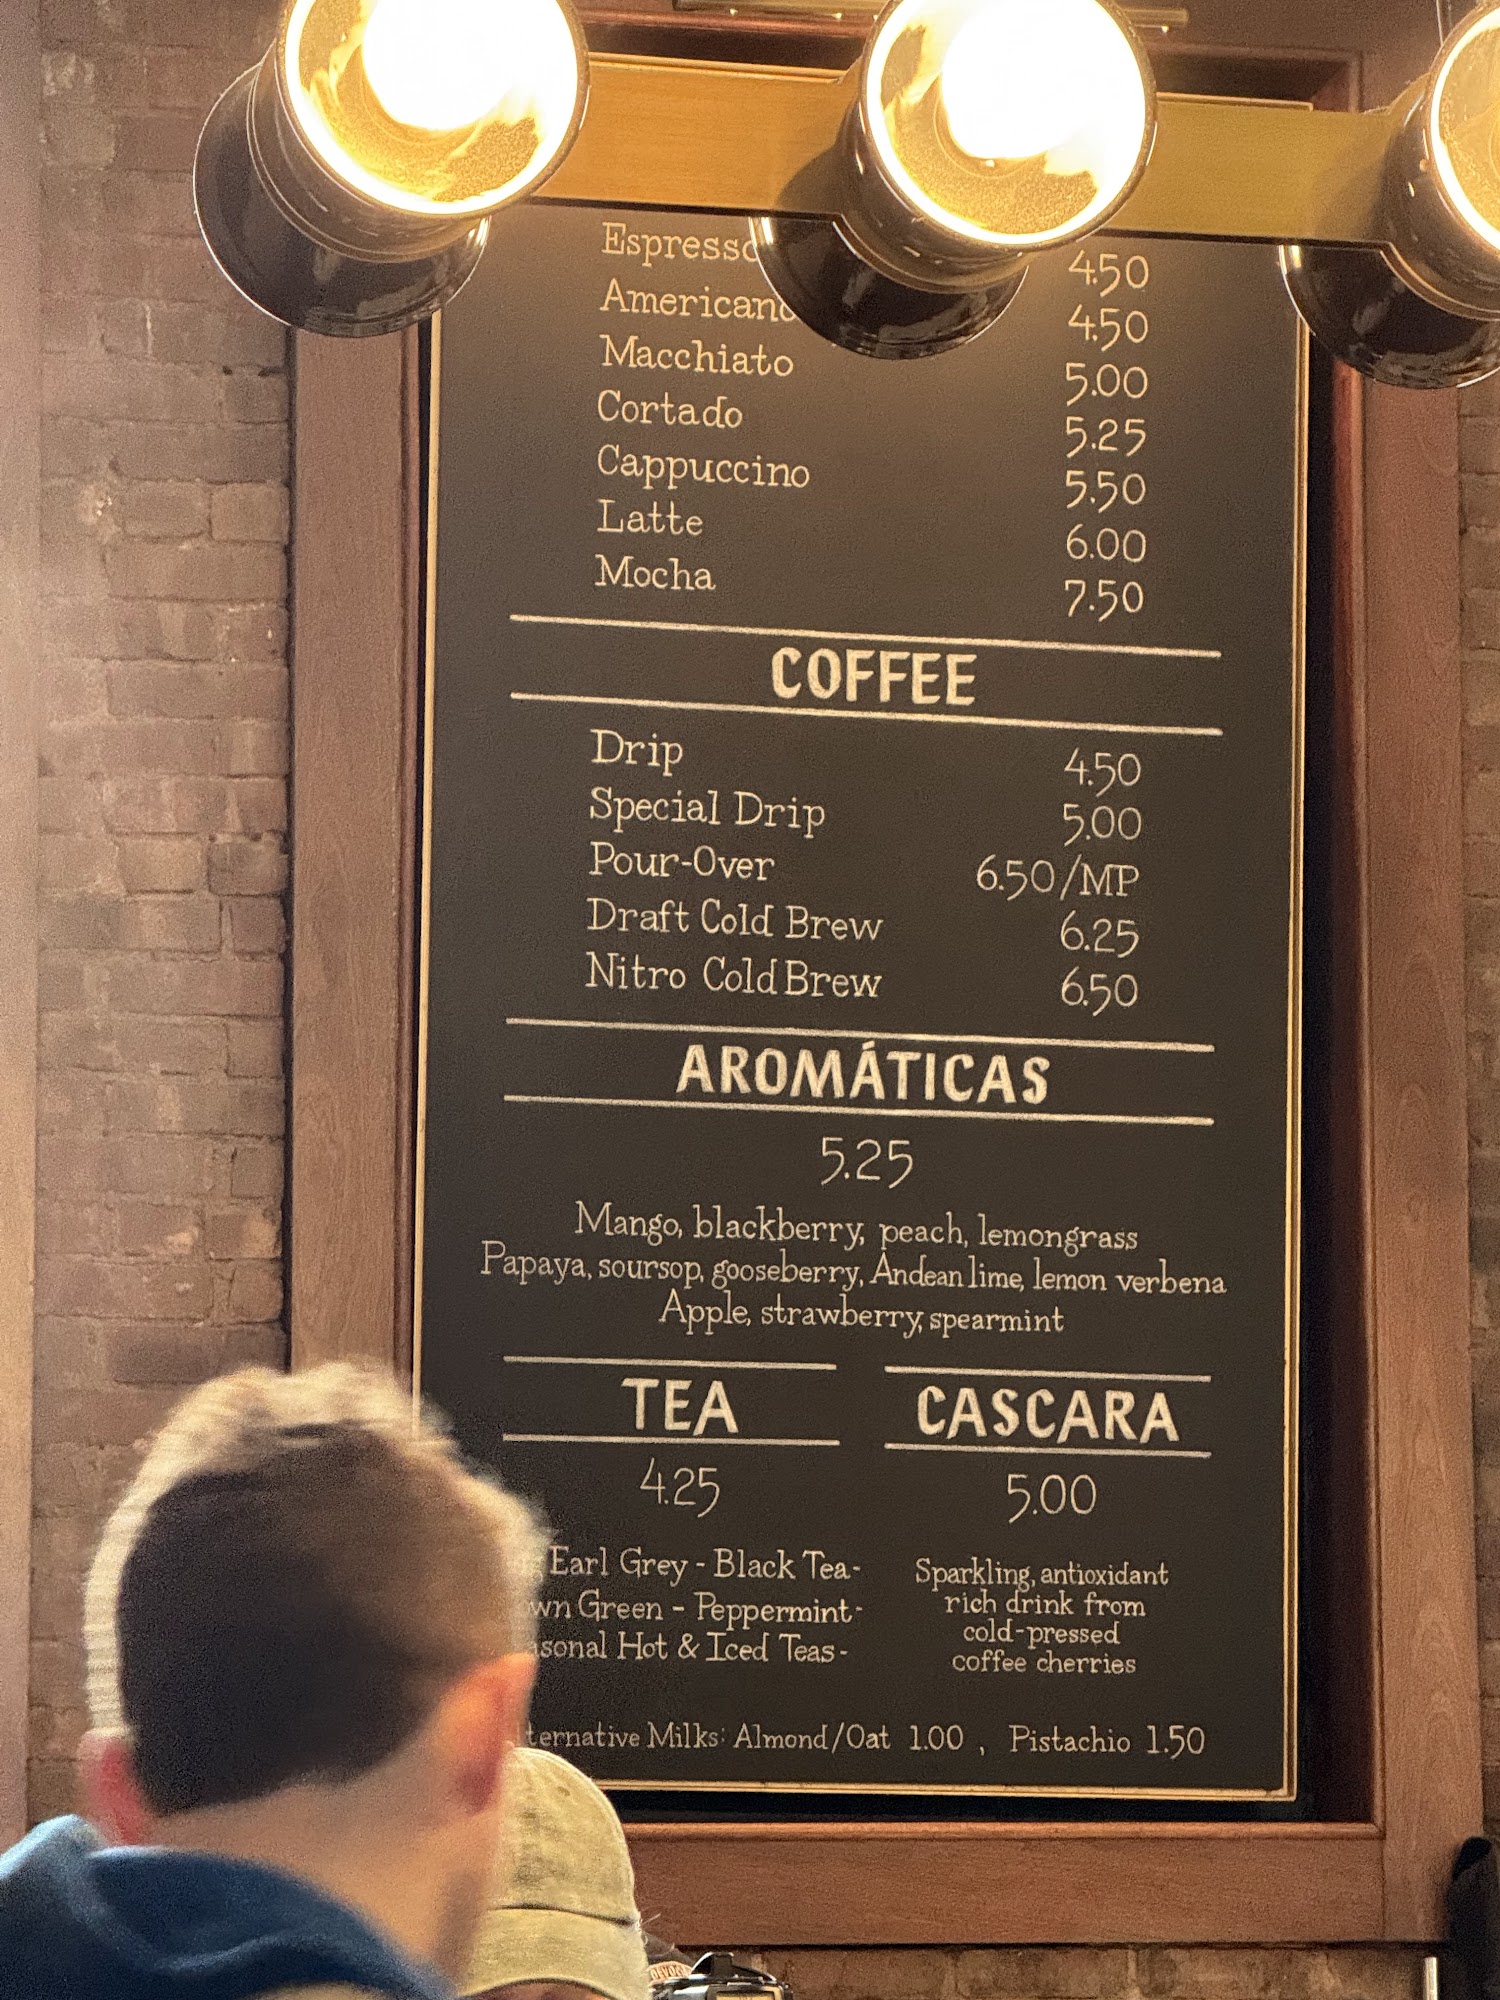 Espresso 4.50
Americano 4.50
Macchiato 5.00
Cortado 5.25
Cappuccino 5.50
Latte 6.00
Mocha 7.50
COFFEE
Drip 4.50
Special Drip 5.00
Pour-Over 6.50/MP
Draft Cold Brew 6.25
Nitro Cold Brew 6.50
AROMÁTICAS
5.25
Mango, blackberry, peach, lemongrass
Papaya, soursop, gooseberry, Andean lime, lemon verbena
Apple, strawberry, spearmint
TEA
4.25
Earl Grey - Black Tea -
Green - Peppermint -
Hot & Iced Teas -
CASCARA
5.00
Sparkling, antioxidant
rich drink from
cold-pressed
coffee cherries
Milks: Almond/Oat 1.00 , Pistachio 1.50